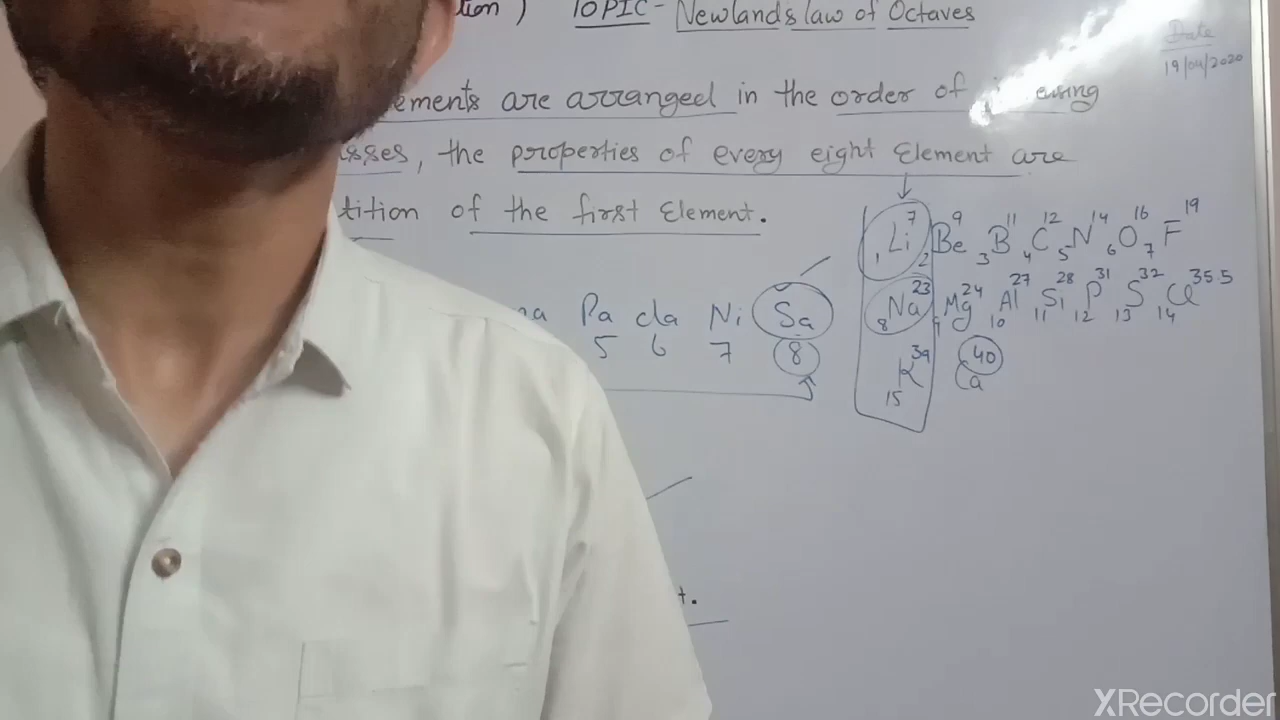 tion) TOPIC - Newlands law of Octaves
Date
19/04/2020
ements are arranged in the order of
sses, the properties of every eight Element are
tition of the first Element.
1 Li 7 2 Be 9 3 B 11 4 C 12 5 N 14 6 O 16 7 F 19
8 Na 23 9 Mg 24 10 Al 27 11 Si 28 12 P 31 13 S 32 14 Cl 35.5
Pa dha Ni Sa
5 6 7 8
15 K 39 Ca 40
t.
XRecorder